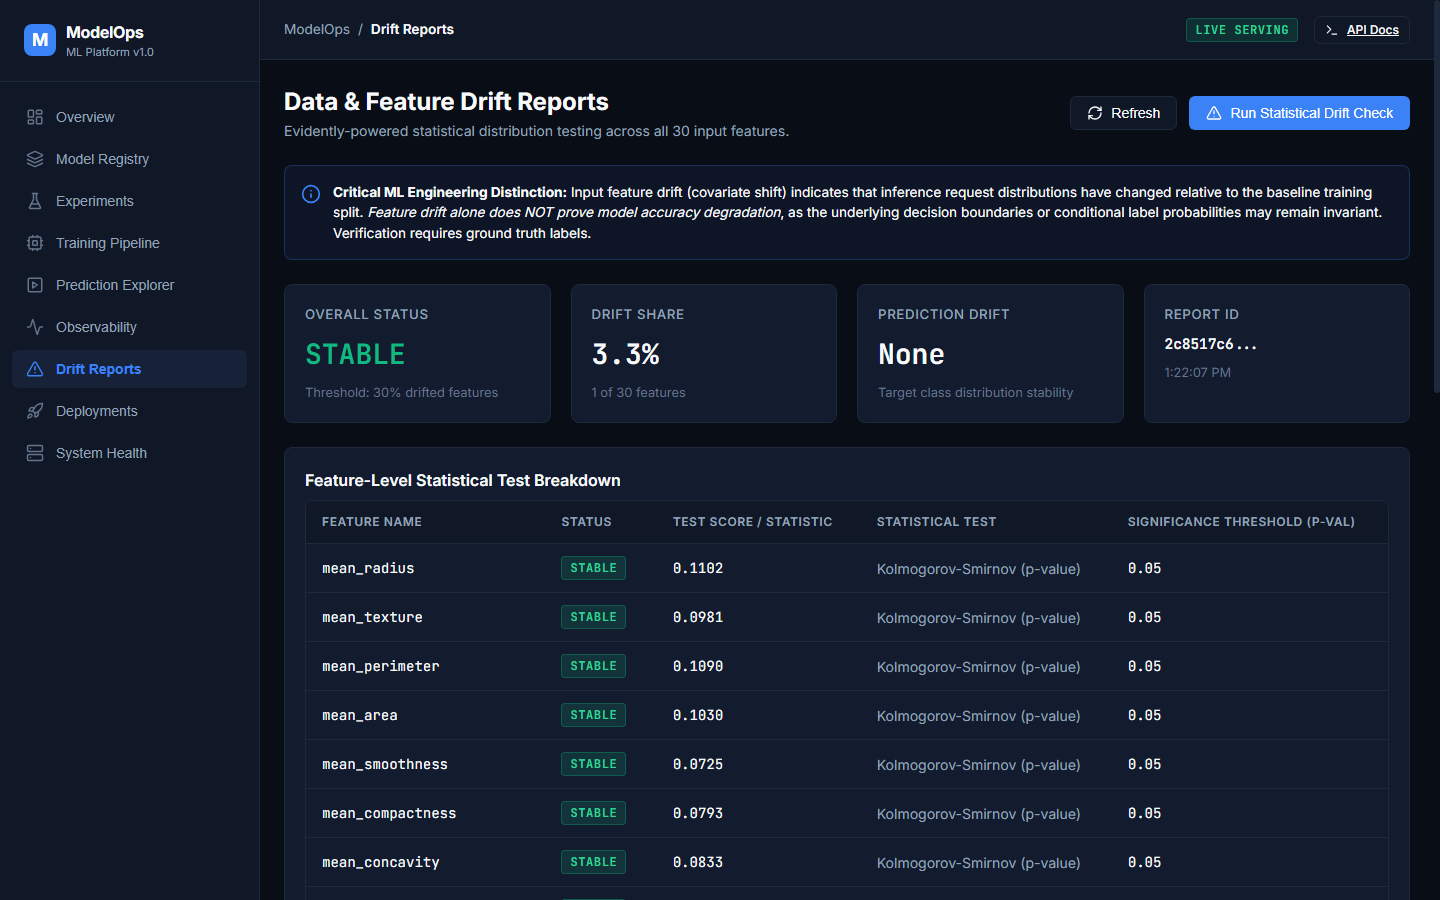 M
ModelOps
ML Platform v1.0
Overview
Model Registry
Experiments
Training Pipeline
Prediction Explorer
Observability
Drift Reports
Deployments
System Health
ModelOps / Drift Reports
LIVE SERVING
API Docs
Data & Feature Drift Reports
Evidently-powered statistical distribution testing across all 30 input features.
Refresh
Run Statistical Drift Check
Critical ML Engineering Distinction: Input feature drift (covariate shift) indicates that inference request distributions have changed relative to the baseline training
split. Feature drift alone does NOT prove model accuracy degradation, as the underlying decision boundaries or conditional label probabilities may remain invariant.
Verification requires ground truth labels.
OVERALL STATUS
STABLE
Threshold: 30% drifted features
DRIFT SHARE
3.3%
1 of 30 features
PREDICTION DRIFT
None
Target class distribution stability
REPORT ID
2c8517c6...
1:22:07 PM
Feature-Level Statistical Test Breakdown
FEATURE NAME STATUS TEST SCORE / STATISTIC STATISTICAL TEST SIGNIFICANCE THRESHOLD (P-VAL)
mean_radius STABLE 0.1102 Kolmogorov-Smirnov (p-value) 0.05
mean_texture STABLE 0.0981 Kolmogorov-Smirnov (p-value) 0.05
mean_perimeter STABLE 0.1090 Kolmogorov-Smirnov (p-value) 0.05
mean_area STABLE 0.1030 Kolmogorov-Smirnov (p-value) 0.05
mean_smoothness STABLE 0.0725 Kolmogorov-Smirnov (p-value) 0.05
mean_compactness STABLE 0.0793 Kolmogorov-Smirnov (p-value) 0.05
mean_concavity STABLE 0.0833 Kolmogorov-Smirnov (p-value) 0.05